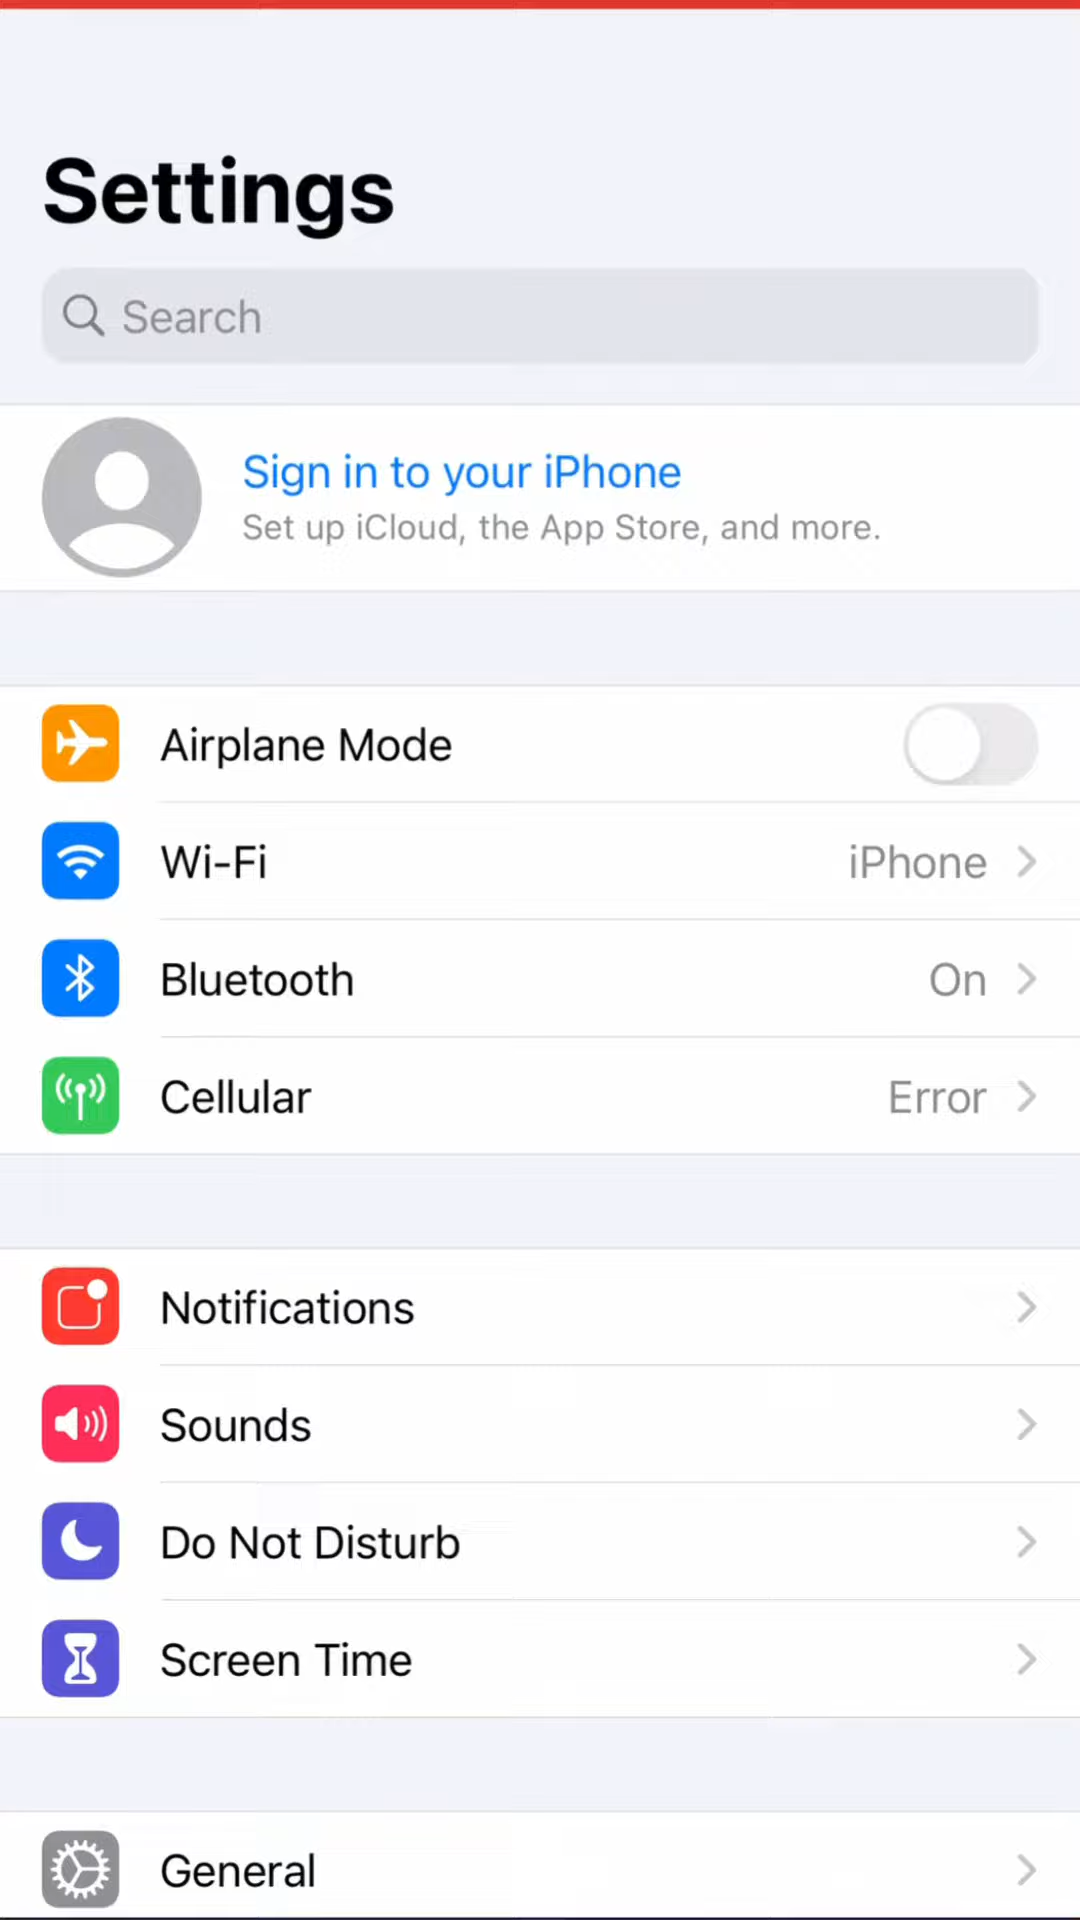 Settings
Search
Sign in to your iPhone
Set up iCloud, the App Store, and more.
Airplane Mode
Wi-Fi iPhone
Bluetooth On
Cellular Error
Notifications
Sounds
Do Not Disturb
Screen Time
General